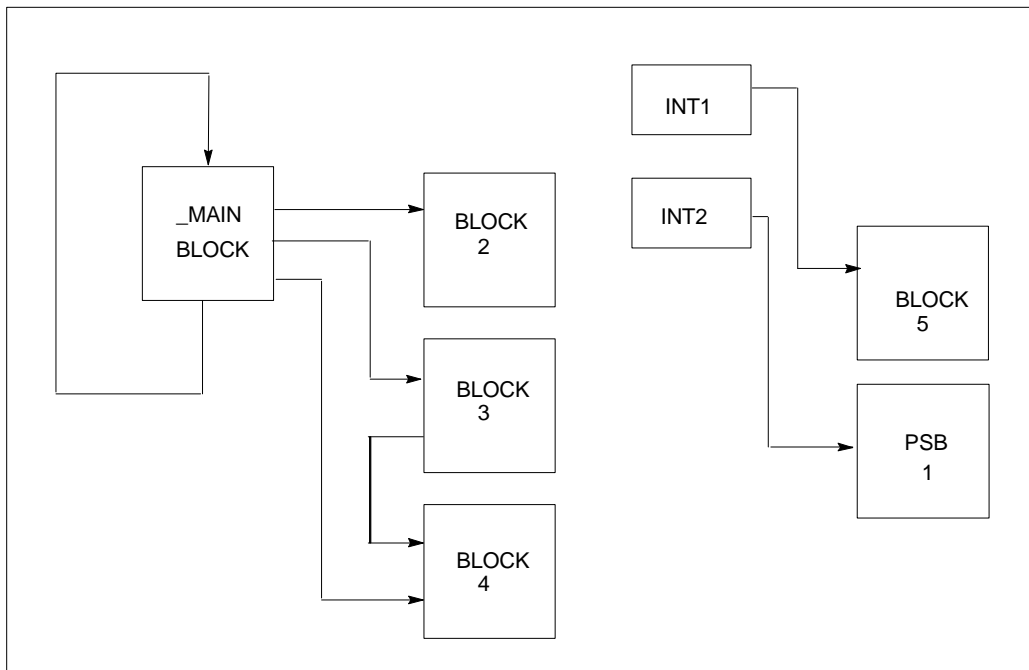 _MAIN
BLOCK
BLOCK
2
BLOCK
3
BLOCK
4
INT1
INT2
BLOCK
5
PSB
1